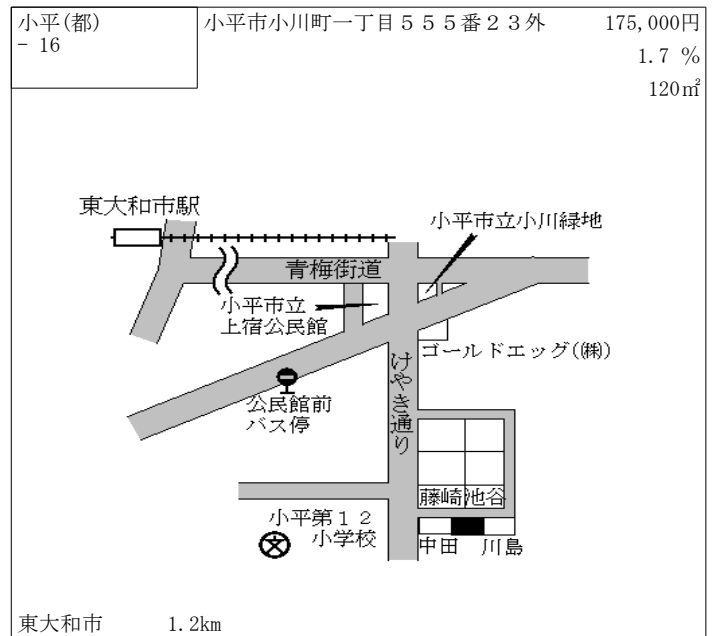 小平(都)
- 16
小平市小川町一丁目５５５番２３外
175,000円
1.7 %
120㎡
東大和市駅
小平市立小川緑地
青梅街道
小平市立
上宿公民館
ゴールドエッグ(㈱)
けやき通り
公民館前
バス停
藤崎
池谷
小平第１２
小学校
中田
川島
東大和市
1.2km